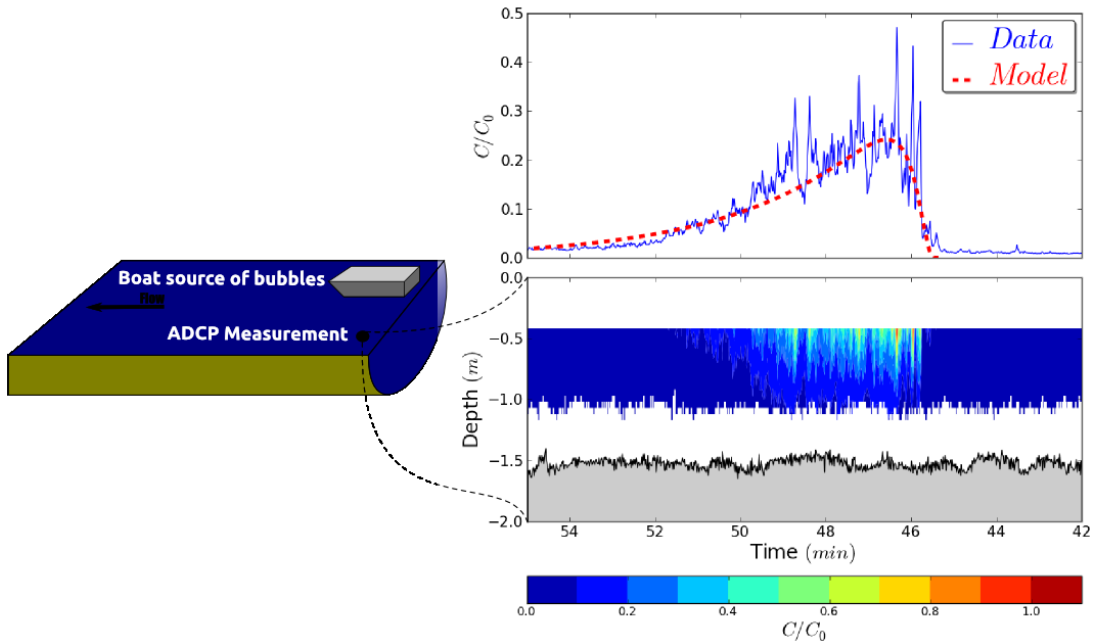 Boat source of bubbles
ADCP Measurement
0.5
0.4
0.3
0.2
0.1
0.0
C/C₀
Data
Model
0.0
−0.5
−1.0
−1.5
−2.0
Depth (m)
54 52 50 48 46 44 42
Time (min)
0.0 0.2 0.4 0.6 0.8 1.0
C/C₀